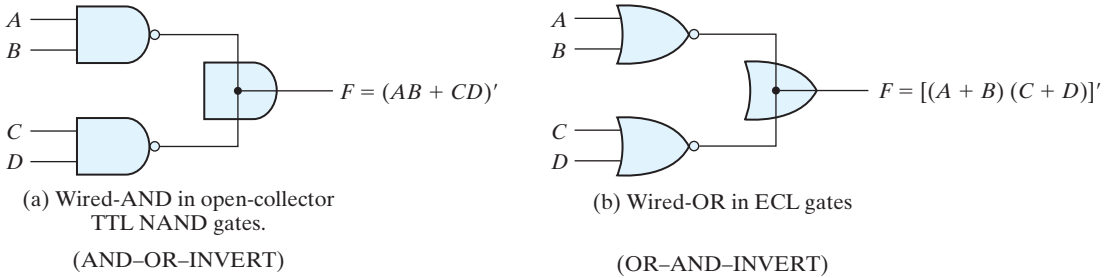 A
B
C
D
F = (AB + CD)′
(a) Wired-AND in open-collector
TTL NAND gates.
(AND–OR–INVERT)
A
B
C
D
F = [(A + B) (C + D)]′
(b) Wired-OR in ECL gates
(OR–AND–INVERT)